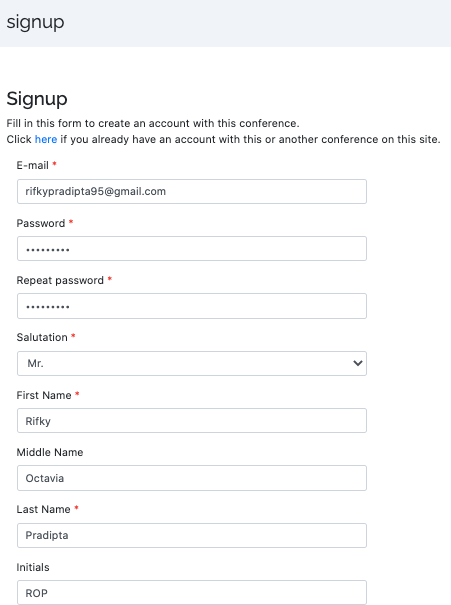 signup
Signup
Fill in this form to create an account with this conference.
Click here if you already have an account with this or another conference on this site.
E-mail *
rifkypradipta95@gmail.com
Password *
•••••••••
Repeat password *
•••••••••
Salutation *
Mr.
First Name *
Rifky
Middle Name
Octavia
Last Name *
Pradipta
Initials
ROP